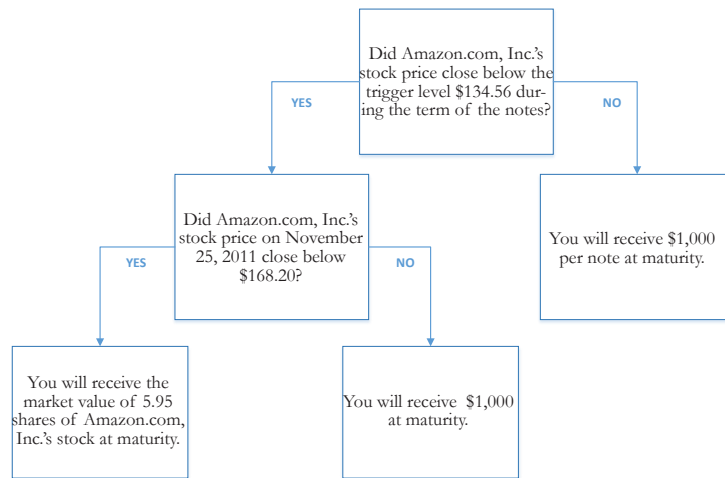 Did Amazon.com, Inc.'s
stock price close below the
trigger level $134.56 dur-
ing the term of the notes?
YES
NO
Did Amazon.com, Inc.'s
stock price on November
25, 2011 close below
$168.20?
You will receive $1,000
per note at maturity.
YES
NO
You will receive the
market value of 5.95
shares of Amazon.com,
Inc.'s stock at maturity.
You will receive $1,000
at maturity.